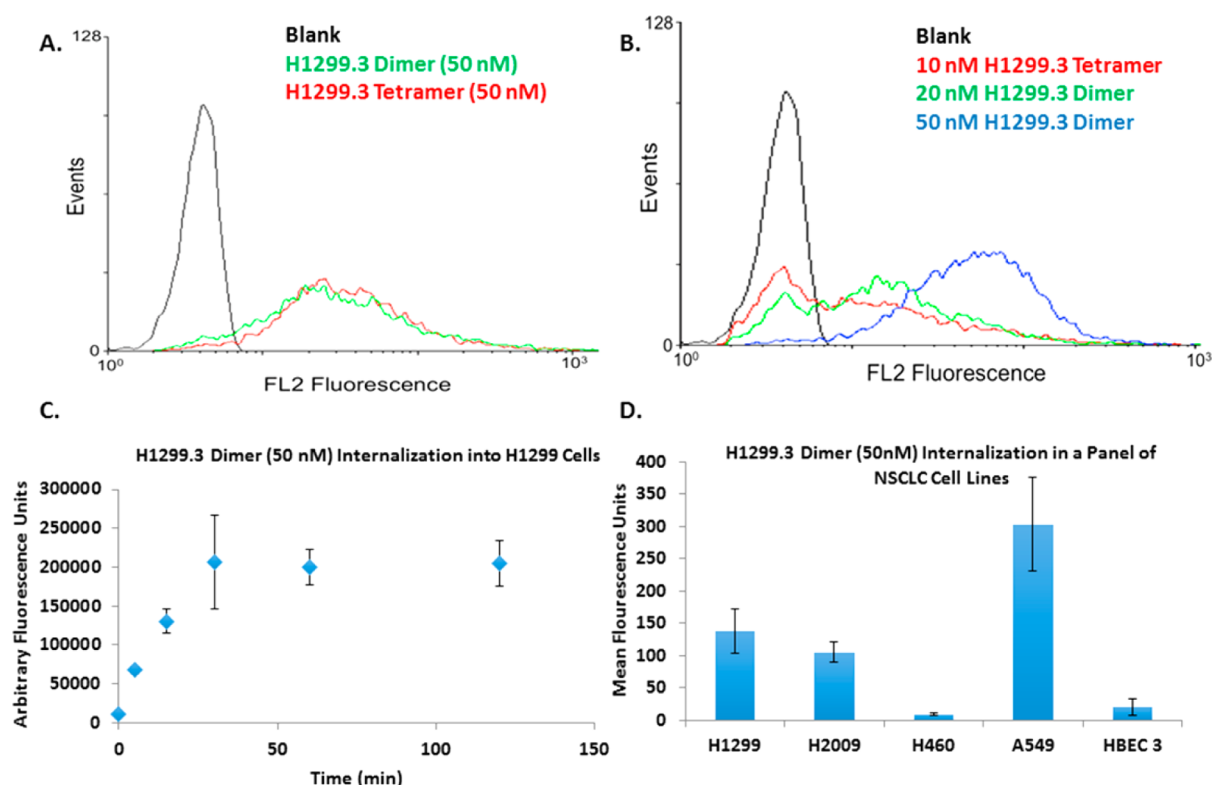 A.
128
Blank
H1299.3 Dimer (50 nM)
H1299.3 Tetramer (50 nM)
Events
0
10⁰
10³
FL2 Fluorescence
B.
128
Blank
10 nM H1299.3 Tetramer
20 nM H1299.3 Dimer
50 nM H1299.3 Dimer
Events
0
10⁰
10³
FL2 Fluorescence
C.
H1299.3 Dimer (50 nM) Internalization into H1299 Cells
Arbitrary Fluorescence Units
300000
250000
200000
150000
100000
50000
0
0
50
100
150
Time (min)
D.
H1299.3 Dimer (50nM) Internalization in a Panel of
NSCLC Cell Lines
Mean Flourescence Units
400
350
300
250
200
150
100
50
0
H1299
H2009
H460
A549
HBEC 3